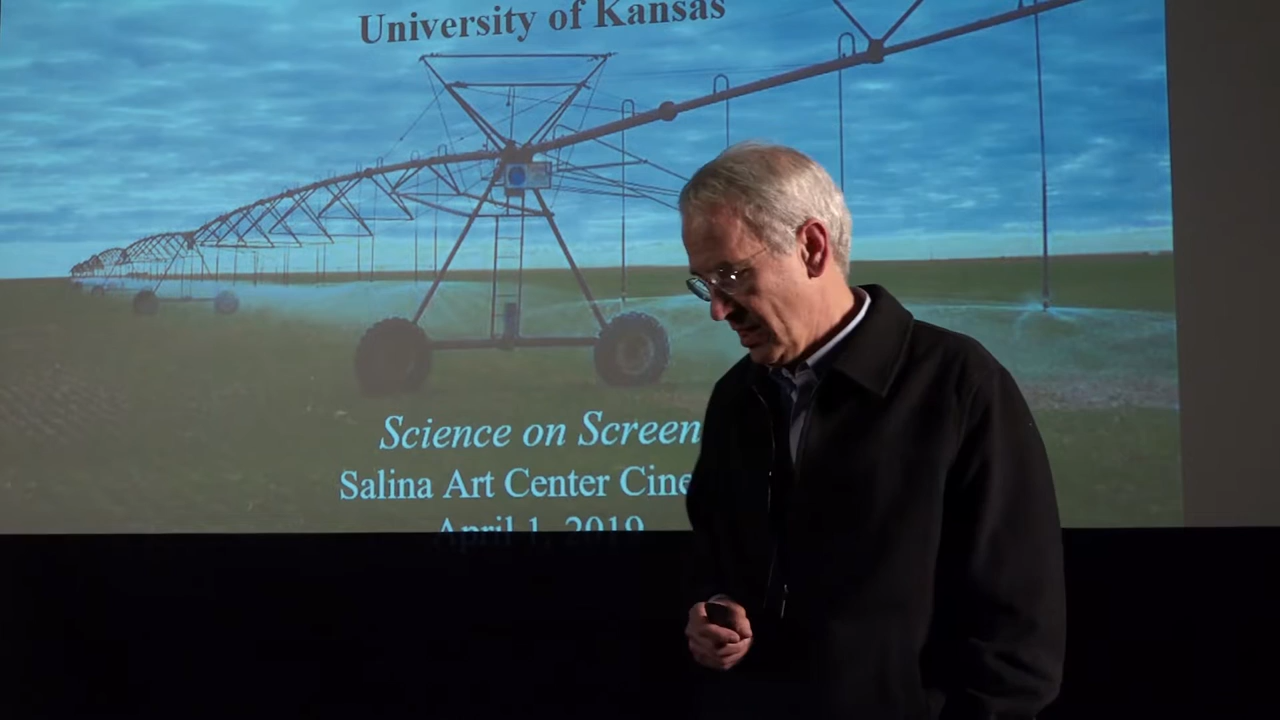 University of Kansas
Science on Screen
Salina Art Center Cine
April 1, 2019